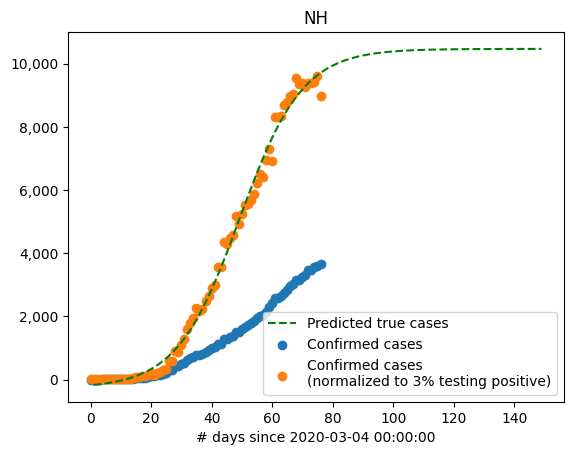 NH
10,000
8,000
6,000
4,000
2,000
0
Predicted true cases
Confirmed cases
Confirmed cases
(normalized to 3% testing positive)
0 20 40 60 80 100 120 140
# days since 2020-03-04 00:00:00